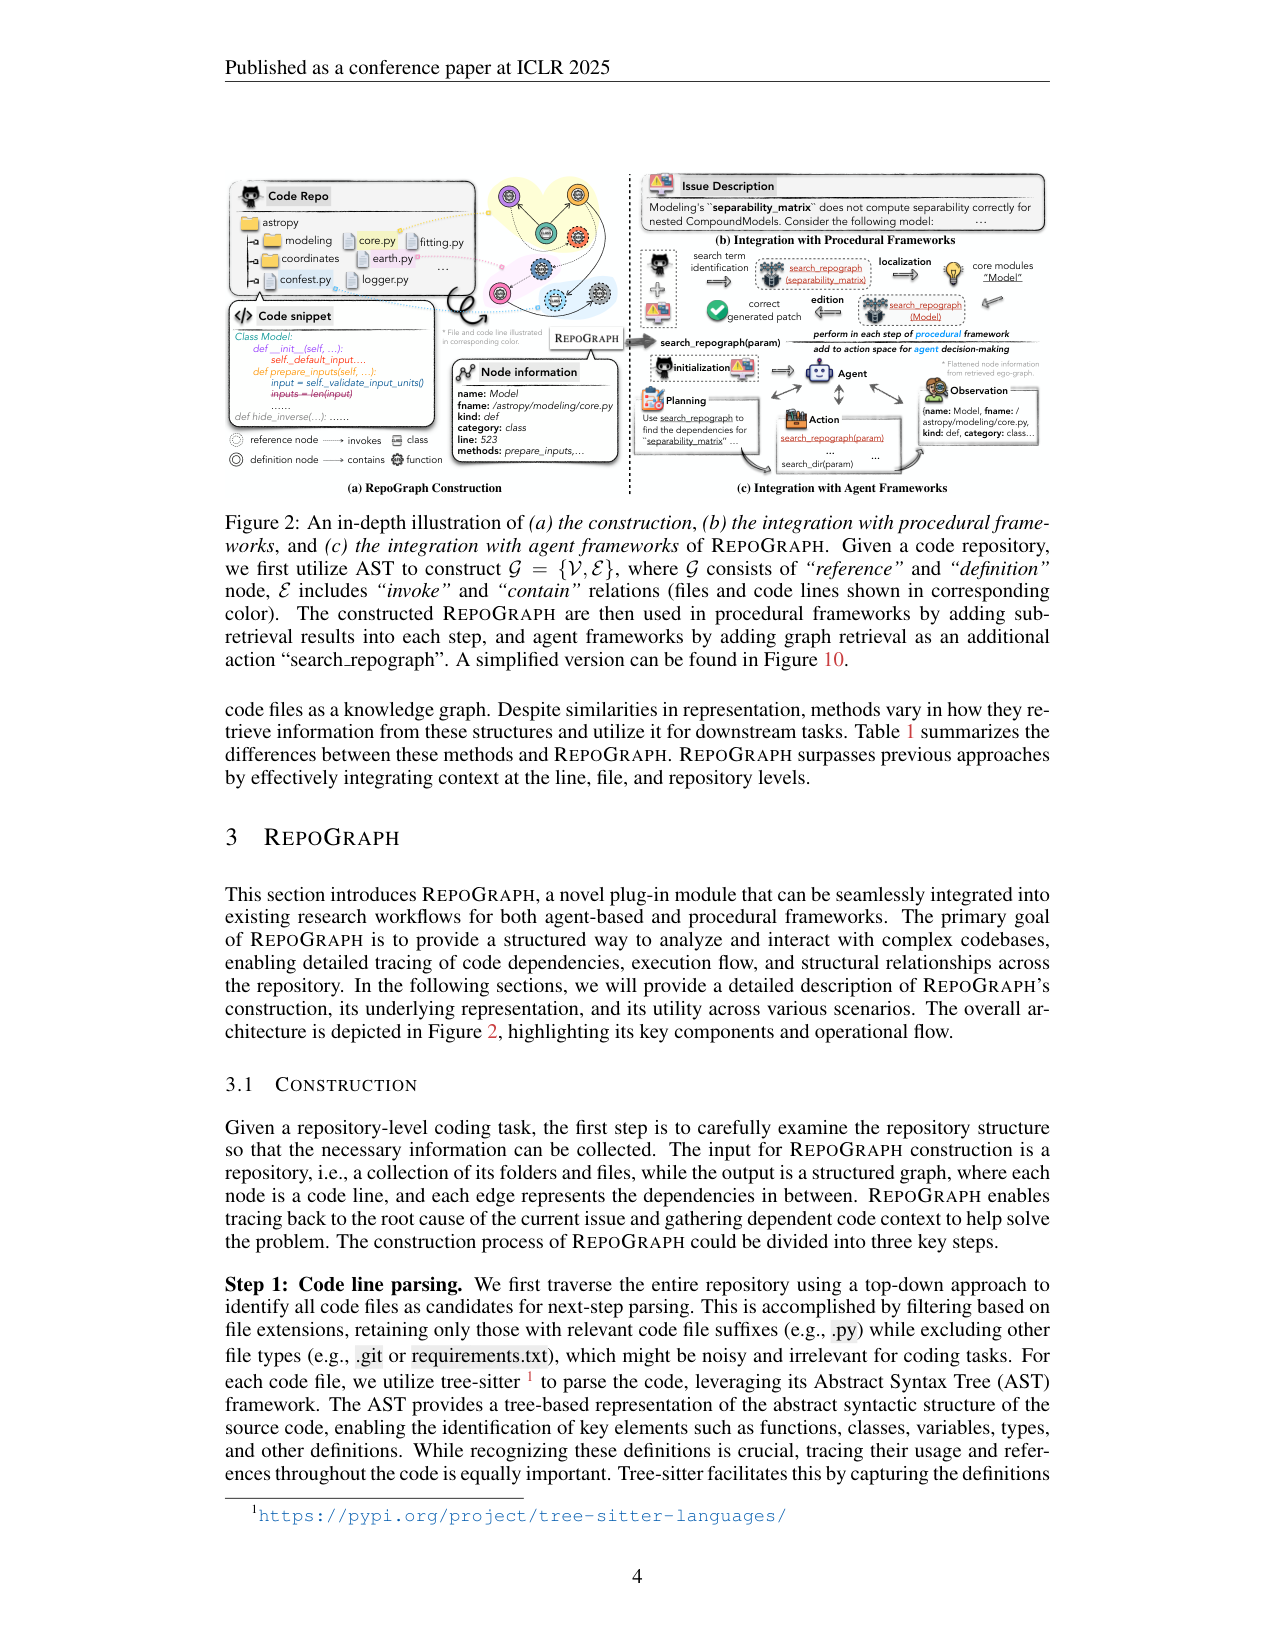 Published as a conference paper at ICLR 2025
Code Repo
astropy
modeling core.py fitting.py
coordinates earth.py
...
confest.py logger.py
Code snippet
Class Model:
def __init__(self, …):
self._default_input….
def prepare_inputs(self, …):
input = self._validate_input_units()
inputs = len(input)
……
def hide_inverse(…): ……
reference node invokes class
definition node contains function
* File and code line illustrated
in corresponding color.
REPOGRAPH
Node information
name: Model
fname: /astropy/modeling/core.py
kind: def
category: class
line: 523
methods: prepare_inputs,…
(a) RepoGraph Construction
Issue Description
Modeling's ``separability_matrix`` does not compute separability correctly for
nested CompoundModels. Consider the following model: ...
(b) Integration with Procedural Frameworks
search term
identification
search_repograph
(separability_matrix)
localization
core modules
"Model"
correct
generated patch
edition
search_repograph
(Model)
perform in each step of procedural framework
search_repograph(param)
add to action space for agent decision-making
initialization
Agent
* Flattened node information
from retrieved ego-graph.
Planning
Use search_repograph to
find the dependencies for
``separability_matrix`` …
Action
search_repograph(param)
...
...
search_dir(param)
Observation
{name: Model, fname: /
astropy/modeling/core.py,
kind: def, category: class…
(c) Integration with Agent Frameworks
Figure 2: An in-depth illustration of (a) the construction, (b) the integration with procedural frame-
works, and (c) the integration with agent frameworks of REPOGRAPH. Given a code repository,
we first utilize AST to construct 𝒢 = {𝒱, ℰ}, where 𝒢 consists of “reference” and “definition”
node, ℰ includes “invoke” and “contain” relations (files and code lines shown in corresponding
color). The constructed REPOGRAPH are then used in procedural frameworks by adding sub-
retrieval results into each step, and agent frameworks by adding graph retrieval as an additional
action “search_repograph”. A simplified version can be found in Figure 10.
code files as a knowledge graph. Despite similarities in representation, methods vary in how they re-
trieve information from these structures and utilize it for downstream tasks. Table 1 summarizes the
differences between these methods and REPOGRAPH. REPOGRAPH surpasses previous approaches
by effectively integrating context at the line, file, and repository levels.
3 REPOGRAPH
This section introduces REPOGRAPH, a novel plug-in module that can be seamlessly integrated into
existing research workflows for both agent-based and procedural frameworks. The primary goal
of REPOGRAPH is to provide a structured way to analyze and interact with complex codebases,
enabling detailed tracing of code dependencies, execution flow, and structural relationships across
the repository. In the following sections, we will provide a detailed description of REPOGRAPH’s
construction, its underlying representation, and its utility across various scenarios. The overall ar-
chitecture is depicted in Figure 2, highlighting its key components and operational flow.
3.1 CONSTRUCTION
Given a repository-level coding task, the first step is to carefully examine the repository structure
so that the necessary information can be collected. The input for REPOGRAPH construction is a
repository, i.e., a collection of its folders and files, while the output is a structured graph, where each
node is a code line, and each edge represents the dependencies in between. REPOGRAPH enables
tracing back to the root cause of the current issue and gathering dependent code context to help solve
the problem. The construction process of REPOGRAPH could be divided into three key steps.
Step 1: Code line parsing. We first traverse the entire repository using a top-down approach to
identify all code files as candidates for next-step parsing. This is accomplished by filtering based on
file extensions, retaining only those with relevant code file suffixes (e.g., .py) while excluding other
file types (e.g., .git or requirements.txt), which might be noisy and irrelevant for coding tasks. For
each code file, we utilize tree-sitter 1 to parse the code, leveraging its Abstract Syntax Tree (AST)
framework. The AST provides a tree-based representation of the abstract syntactic structure of the
source code, enabling the identification of key elements such as functions, classes, variables, types,
and other definitions. While recognizing these definitions is crucial, tracing their usage and refer-
ences throughout the code is equally important. Tree-sitter facilitates this by capturing the definitions
1https://pypi.org/project/tree-sitter-languages/
4